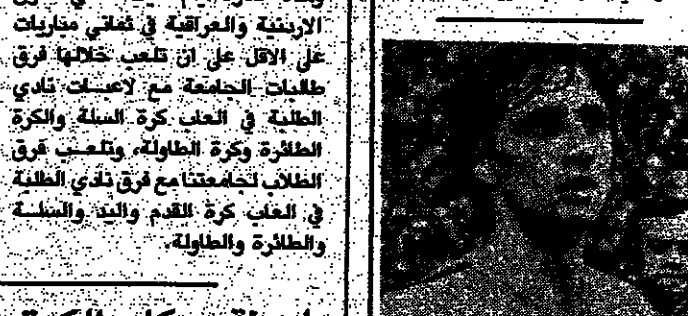 الاردنية والعراقية في ثماني مباريات
على الاقل على ان تلعب خلالها فرق
طالبات الجامعة مع لاعبات نادي
الطلبة في العاب كرة السلة والكرة
الطائرة وكرة الطاولة، وتلعب فرق
الطلاب لجامعتنا مع فرق نادي الطلبة
في العاب كرة القدم واليد والسلة
والطائرة والطاولة.